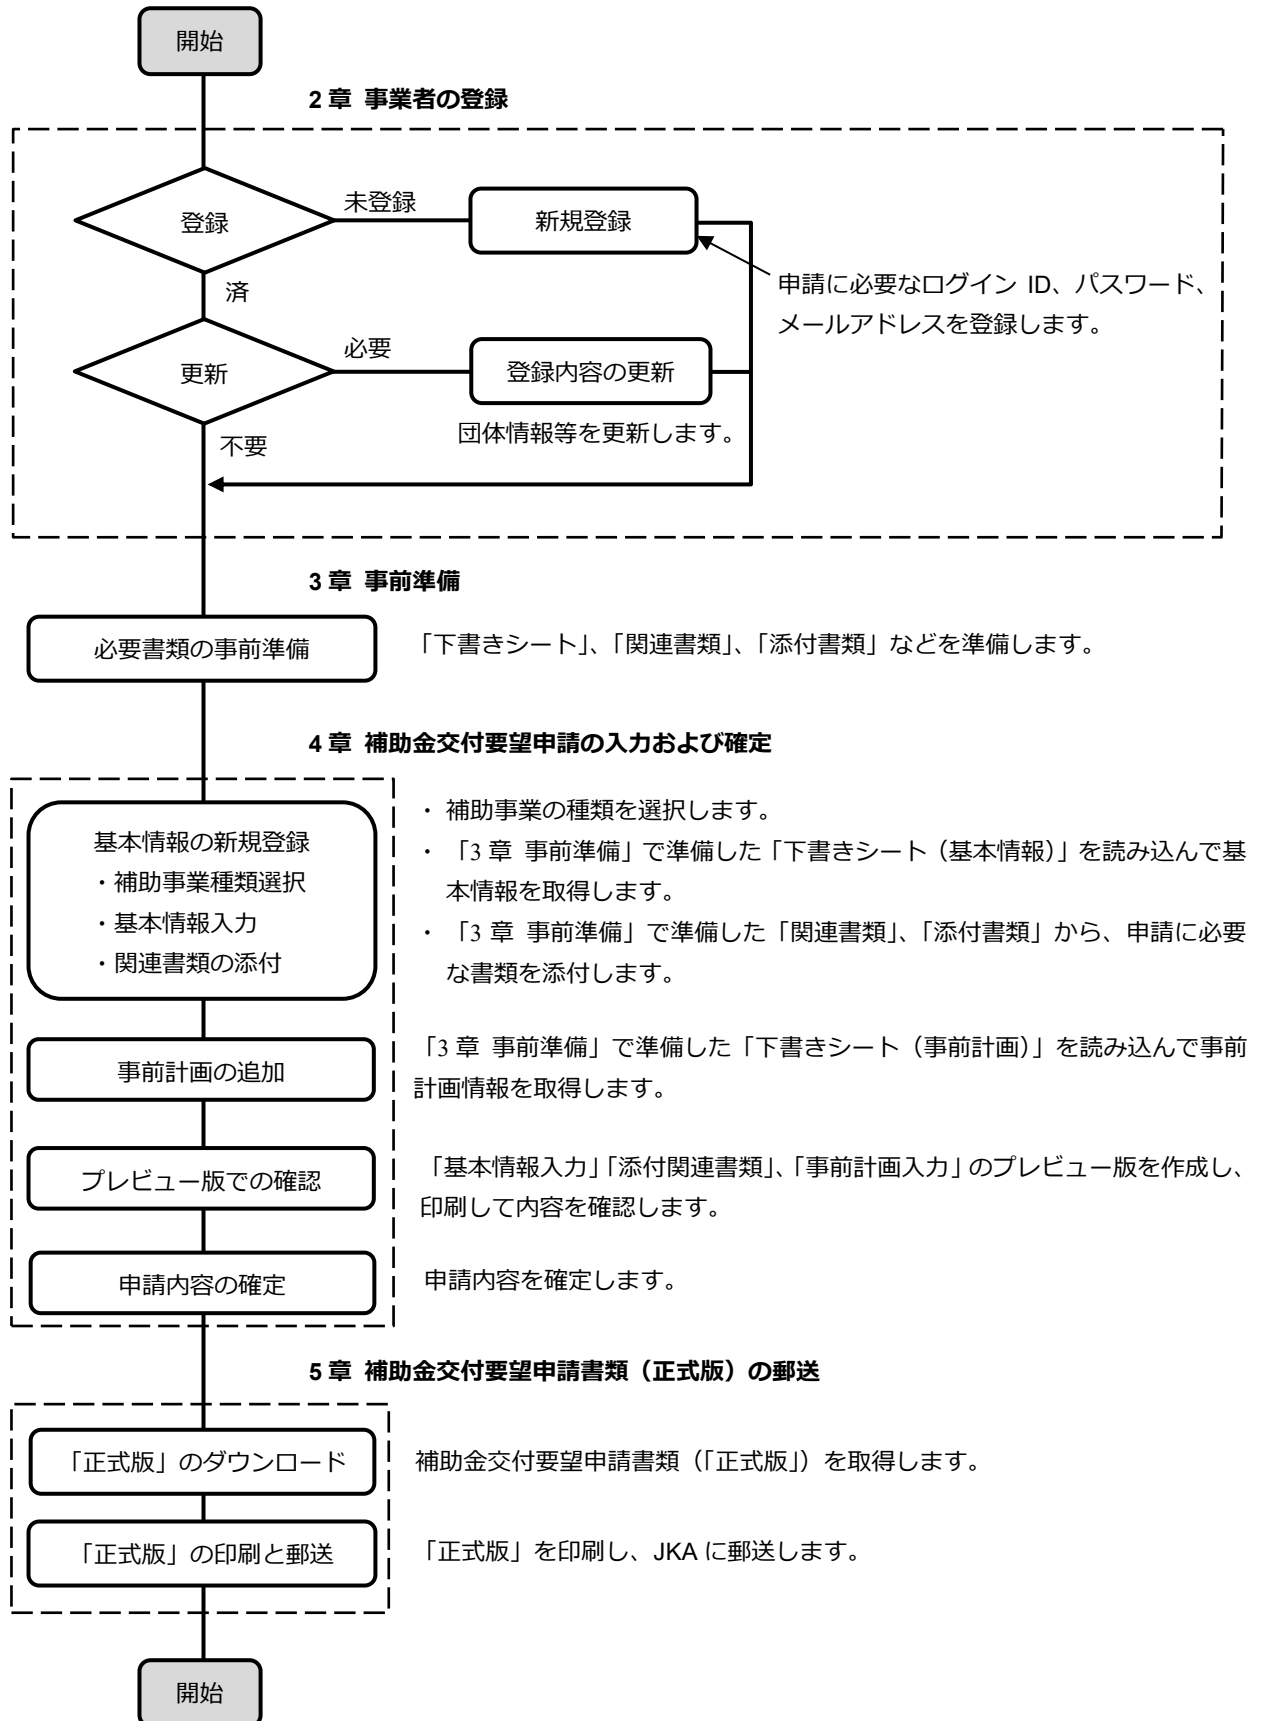 開始
2 章 事業者の登録
登録
未登録
新規登録
申請に必要なログイン ID、パスワード、
メールアドレスを登録します。
済
更新
必要
登録内容の更新
団体情報等を更新します。
不要
3 章 事前準備
必要書類の事前準備
「下書きシート」、「関連書類」、「添付書類」などを準備します。
4 章 補助金交付要望申請の入力および確定
基本情報の新規登録
・補助事業種類選択
・基本情報入力
・関連書類の添付
・ 補助事業の種類を選択します。
・ 「3 章 事前準備」で準備した「下書きシート（基本情報）」を読み込んで基
本情報を取得します。
・ 「3 章 事前準備」で準備した「関連書類」、「添付書類」から、申請に必要
な書類を添付します。
事前計画の追加
「3 章 事前準備」で準備した「下書きシート（事前計画）」を読み込んで事前
計画情報を取得します。
プレビュー版での確認
「基本情報入力」「添付関連書類」、「事前計画入力」のプレビュー版を作成し、
印刷して内容を確認します。
申請内容の確定
申請内容を確定します。
5 章 補助金交付要望申請書類（正式版）の郵送
「正式版」のダウンロード
補助金交付要望申請書類（「正式版」）を取得します。
「正式版」の印刷と郵送
「正式版」を印刷し、JKA に郵送します。
開始